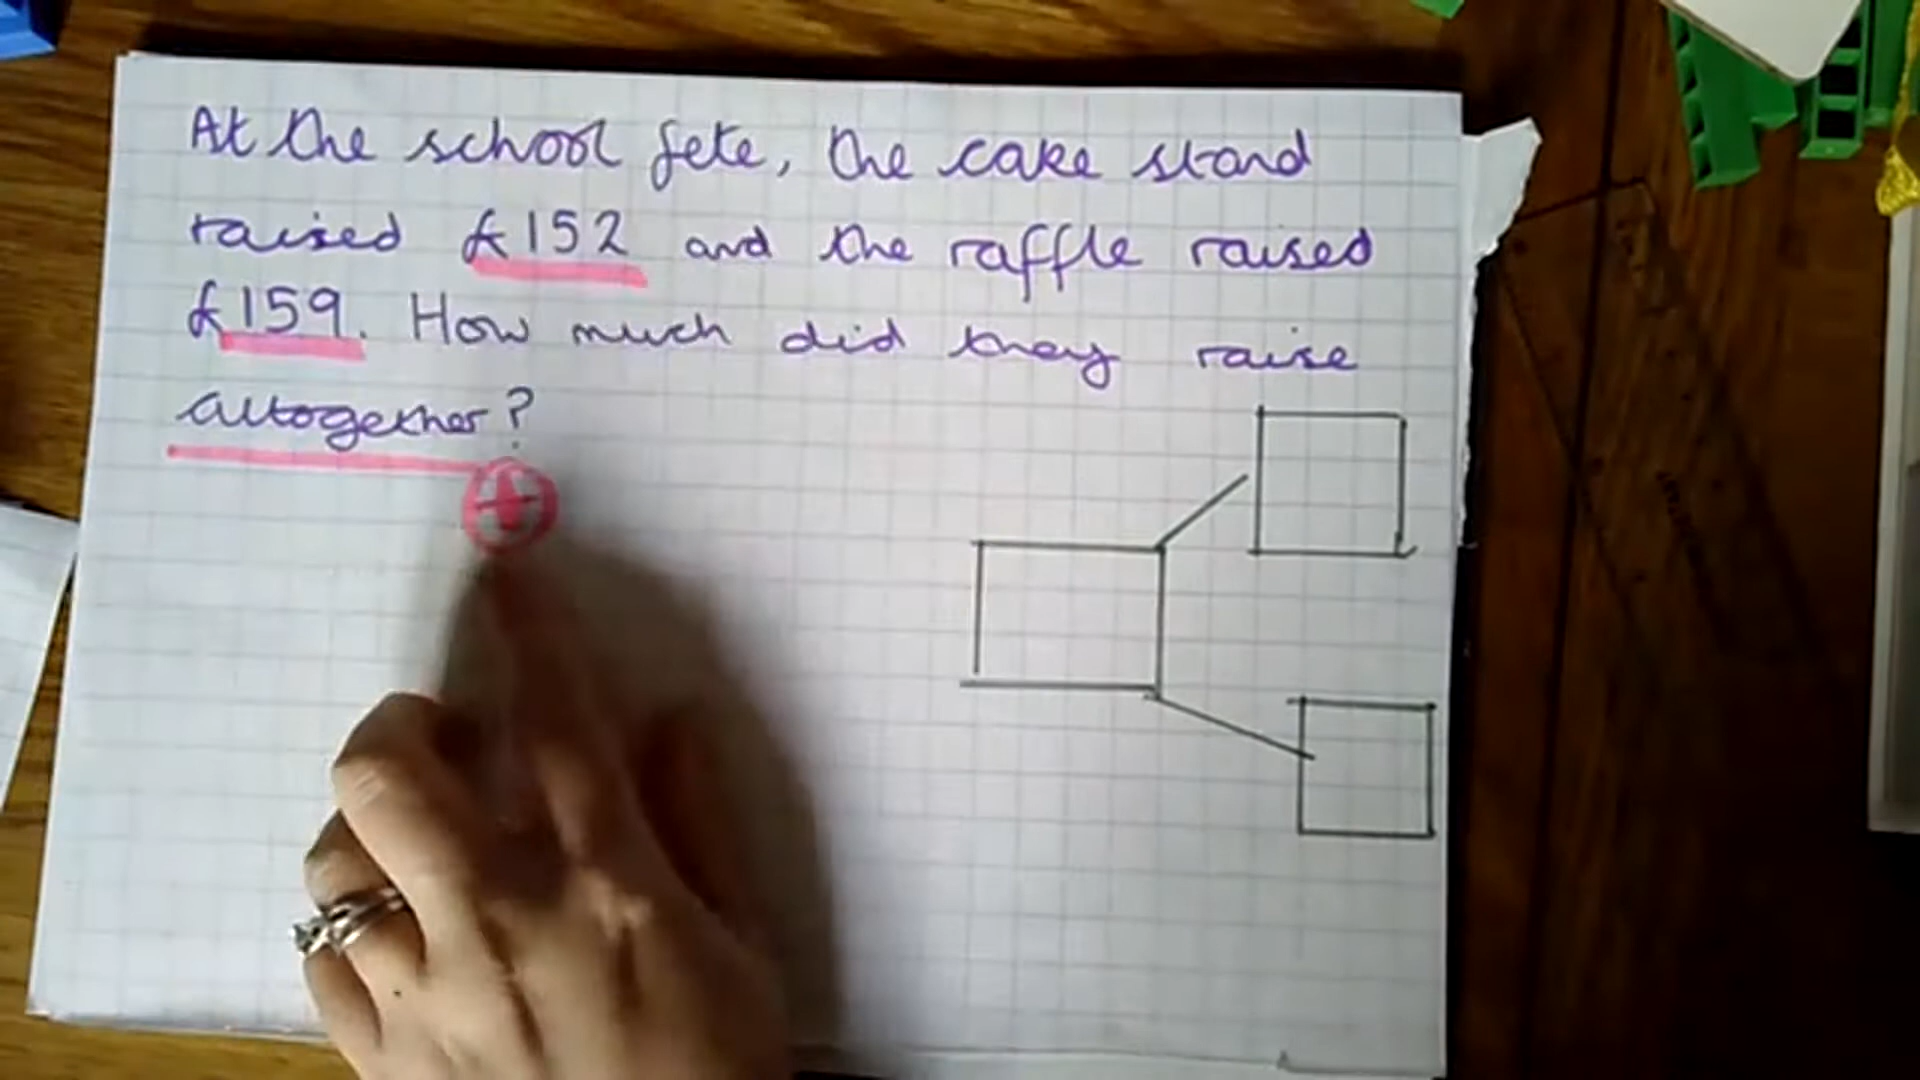 At the school fete, the cake stand
raised £152 and the raffle raised
£159. How much did they raise
altogether?
+